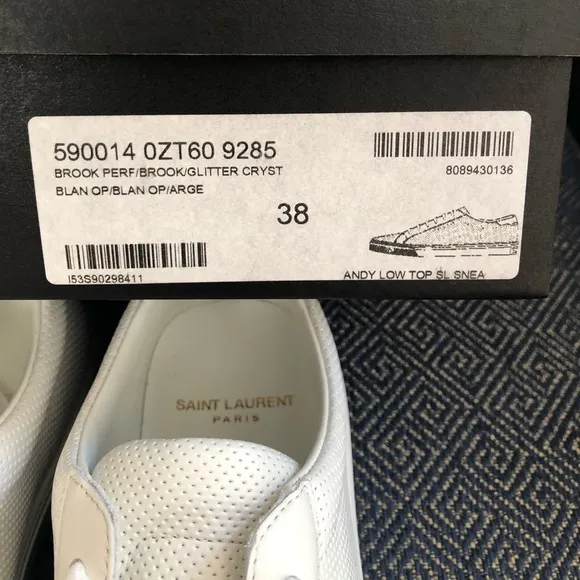 590014 0ZT60 9285
BROOK PERF/BROOK/GLITTER CRYST
BLAN OP/BLAN OP/ARGE
8089430136
38
I53S90298411
ANDY LOW TOP SL SNEA
SAINT LAURENT
PARIS